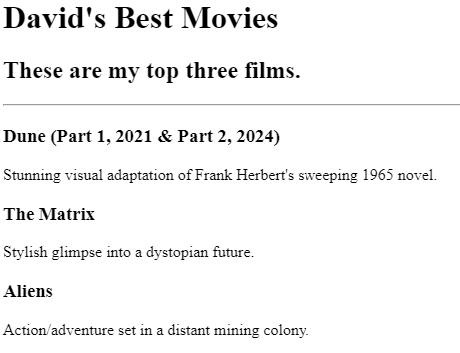 David's Best Movies
These are my top three films.
Dune (Part 1, 2021 & Part 2, 2024)
Stunning visual adaptation of Frank Herbert's sweeping 1965 novel.
The Matrix
Stylish glimpse into a dystopian future.
Aliens
Action/adventure set in a distant mining colony.